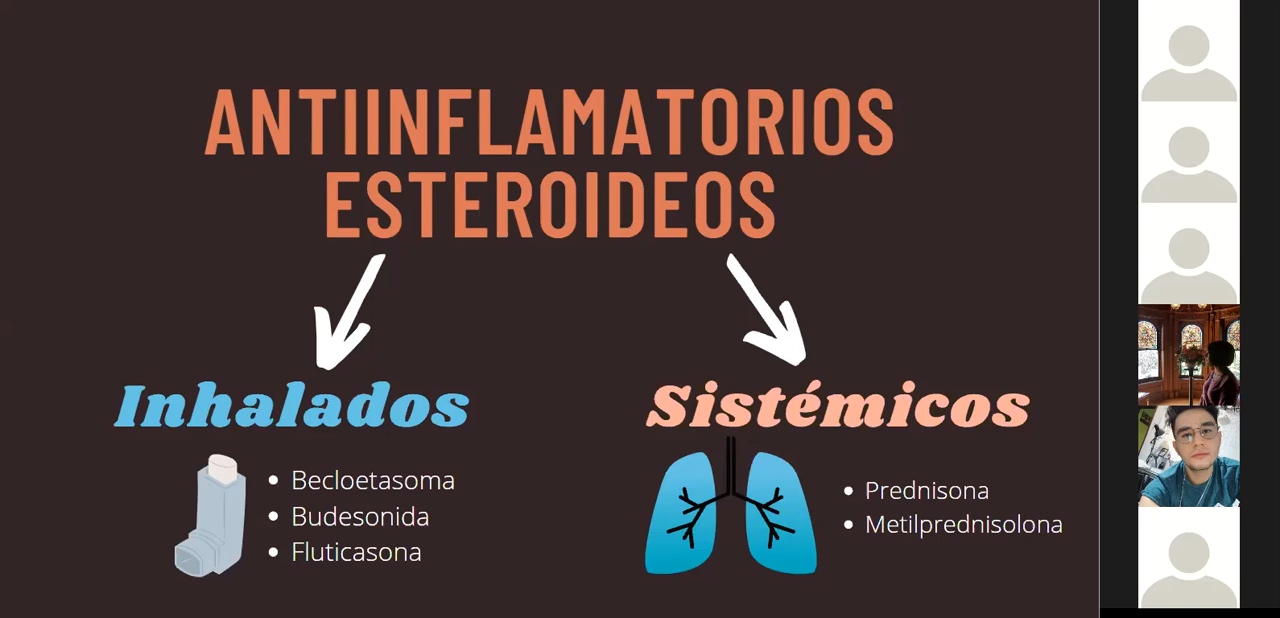 ANTIINFLAMATORIOS
ESTEROIDEOS
Inhalados
• Becloetasoma
• Budesonida
• Fluticasona
Sistémicos
• Prednisona
• Metilprednisolona